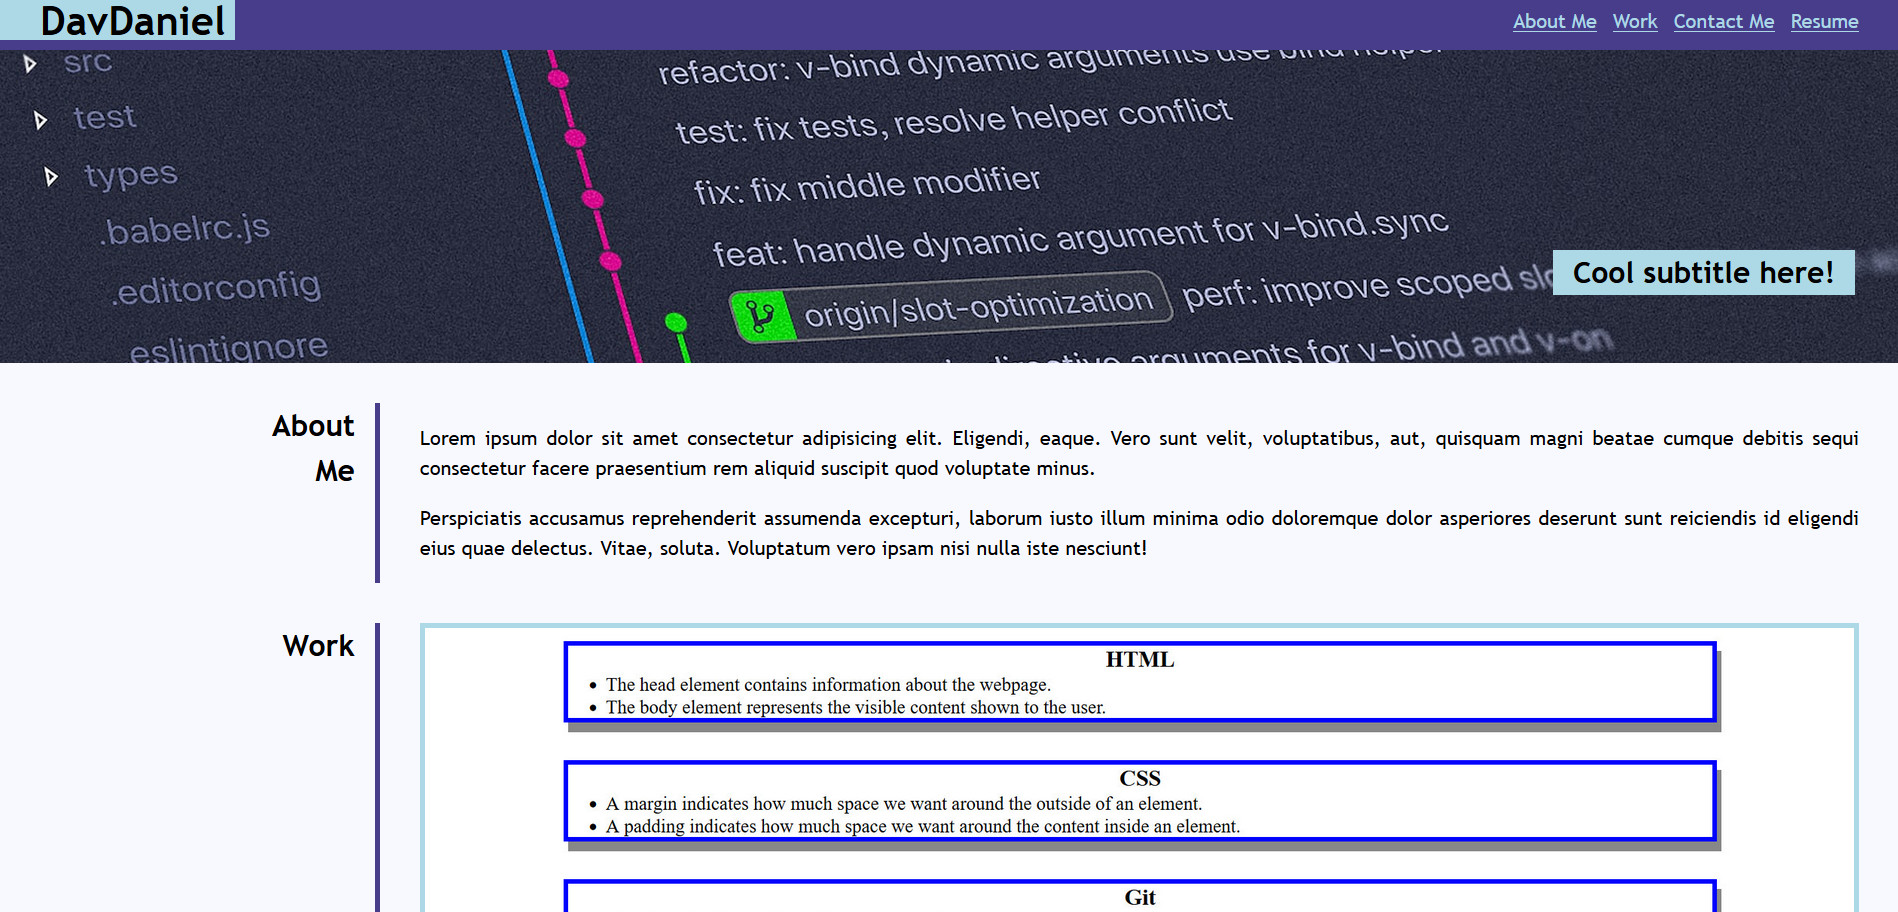 DavDaniel
About Me Work Contact Me Resume
src
test
types
.babelrc.js
.editorconfig
.eslintignore
refactor: v-bind dynamic arguments use bind helper
test: fix tests, resolve helper conflict
fix: fix middle modifier
feat: handle dynamic argument for v-bind.sync
origin/slot-optimization perf: improve scoped
arguments for v-bind and v-on
Cool subtitle here!
About
Me
Lorem ipsum dolor sit amet consectetur adipisicing elit. Eligendi, eaque. Vero sunt velit, voluptatibus, aut, quisquam magni beatae cumque debitis sequi
consectetur facere praesentium rem aliquid suscipit quod voluptate minus.
Perspiciatis accusamus reprehenderit assumenda excepturi, laborum iusto illum minima odio doloremque dolor asperiores deserunt sunt reiciendis id eligendi
eius quae delectus. Vitae, soluta. Voluptatum vero ipsam nisi nulla iste nesciunt!
Work
HTML
The head element contains information about the webpage.
The body element represents the visible content shown to the user.
CSS
A margin indicates how much space we want around the outside of an element.
A padding indicates how much space we want around the content inside an element.
Git